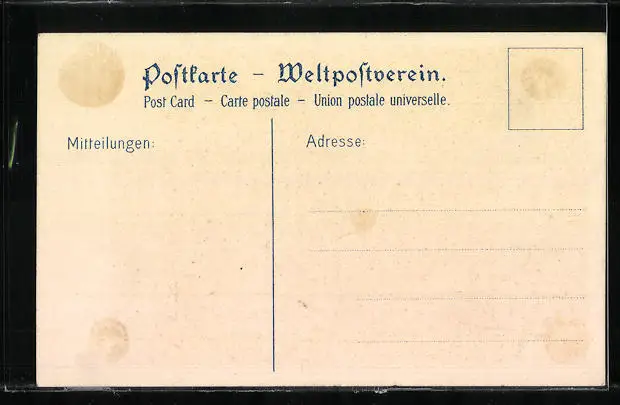 Postkarte – Weltpostverein.
Post Card – Carte postale – Union postale universelle.
Mitteilungen:
Adresse: